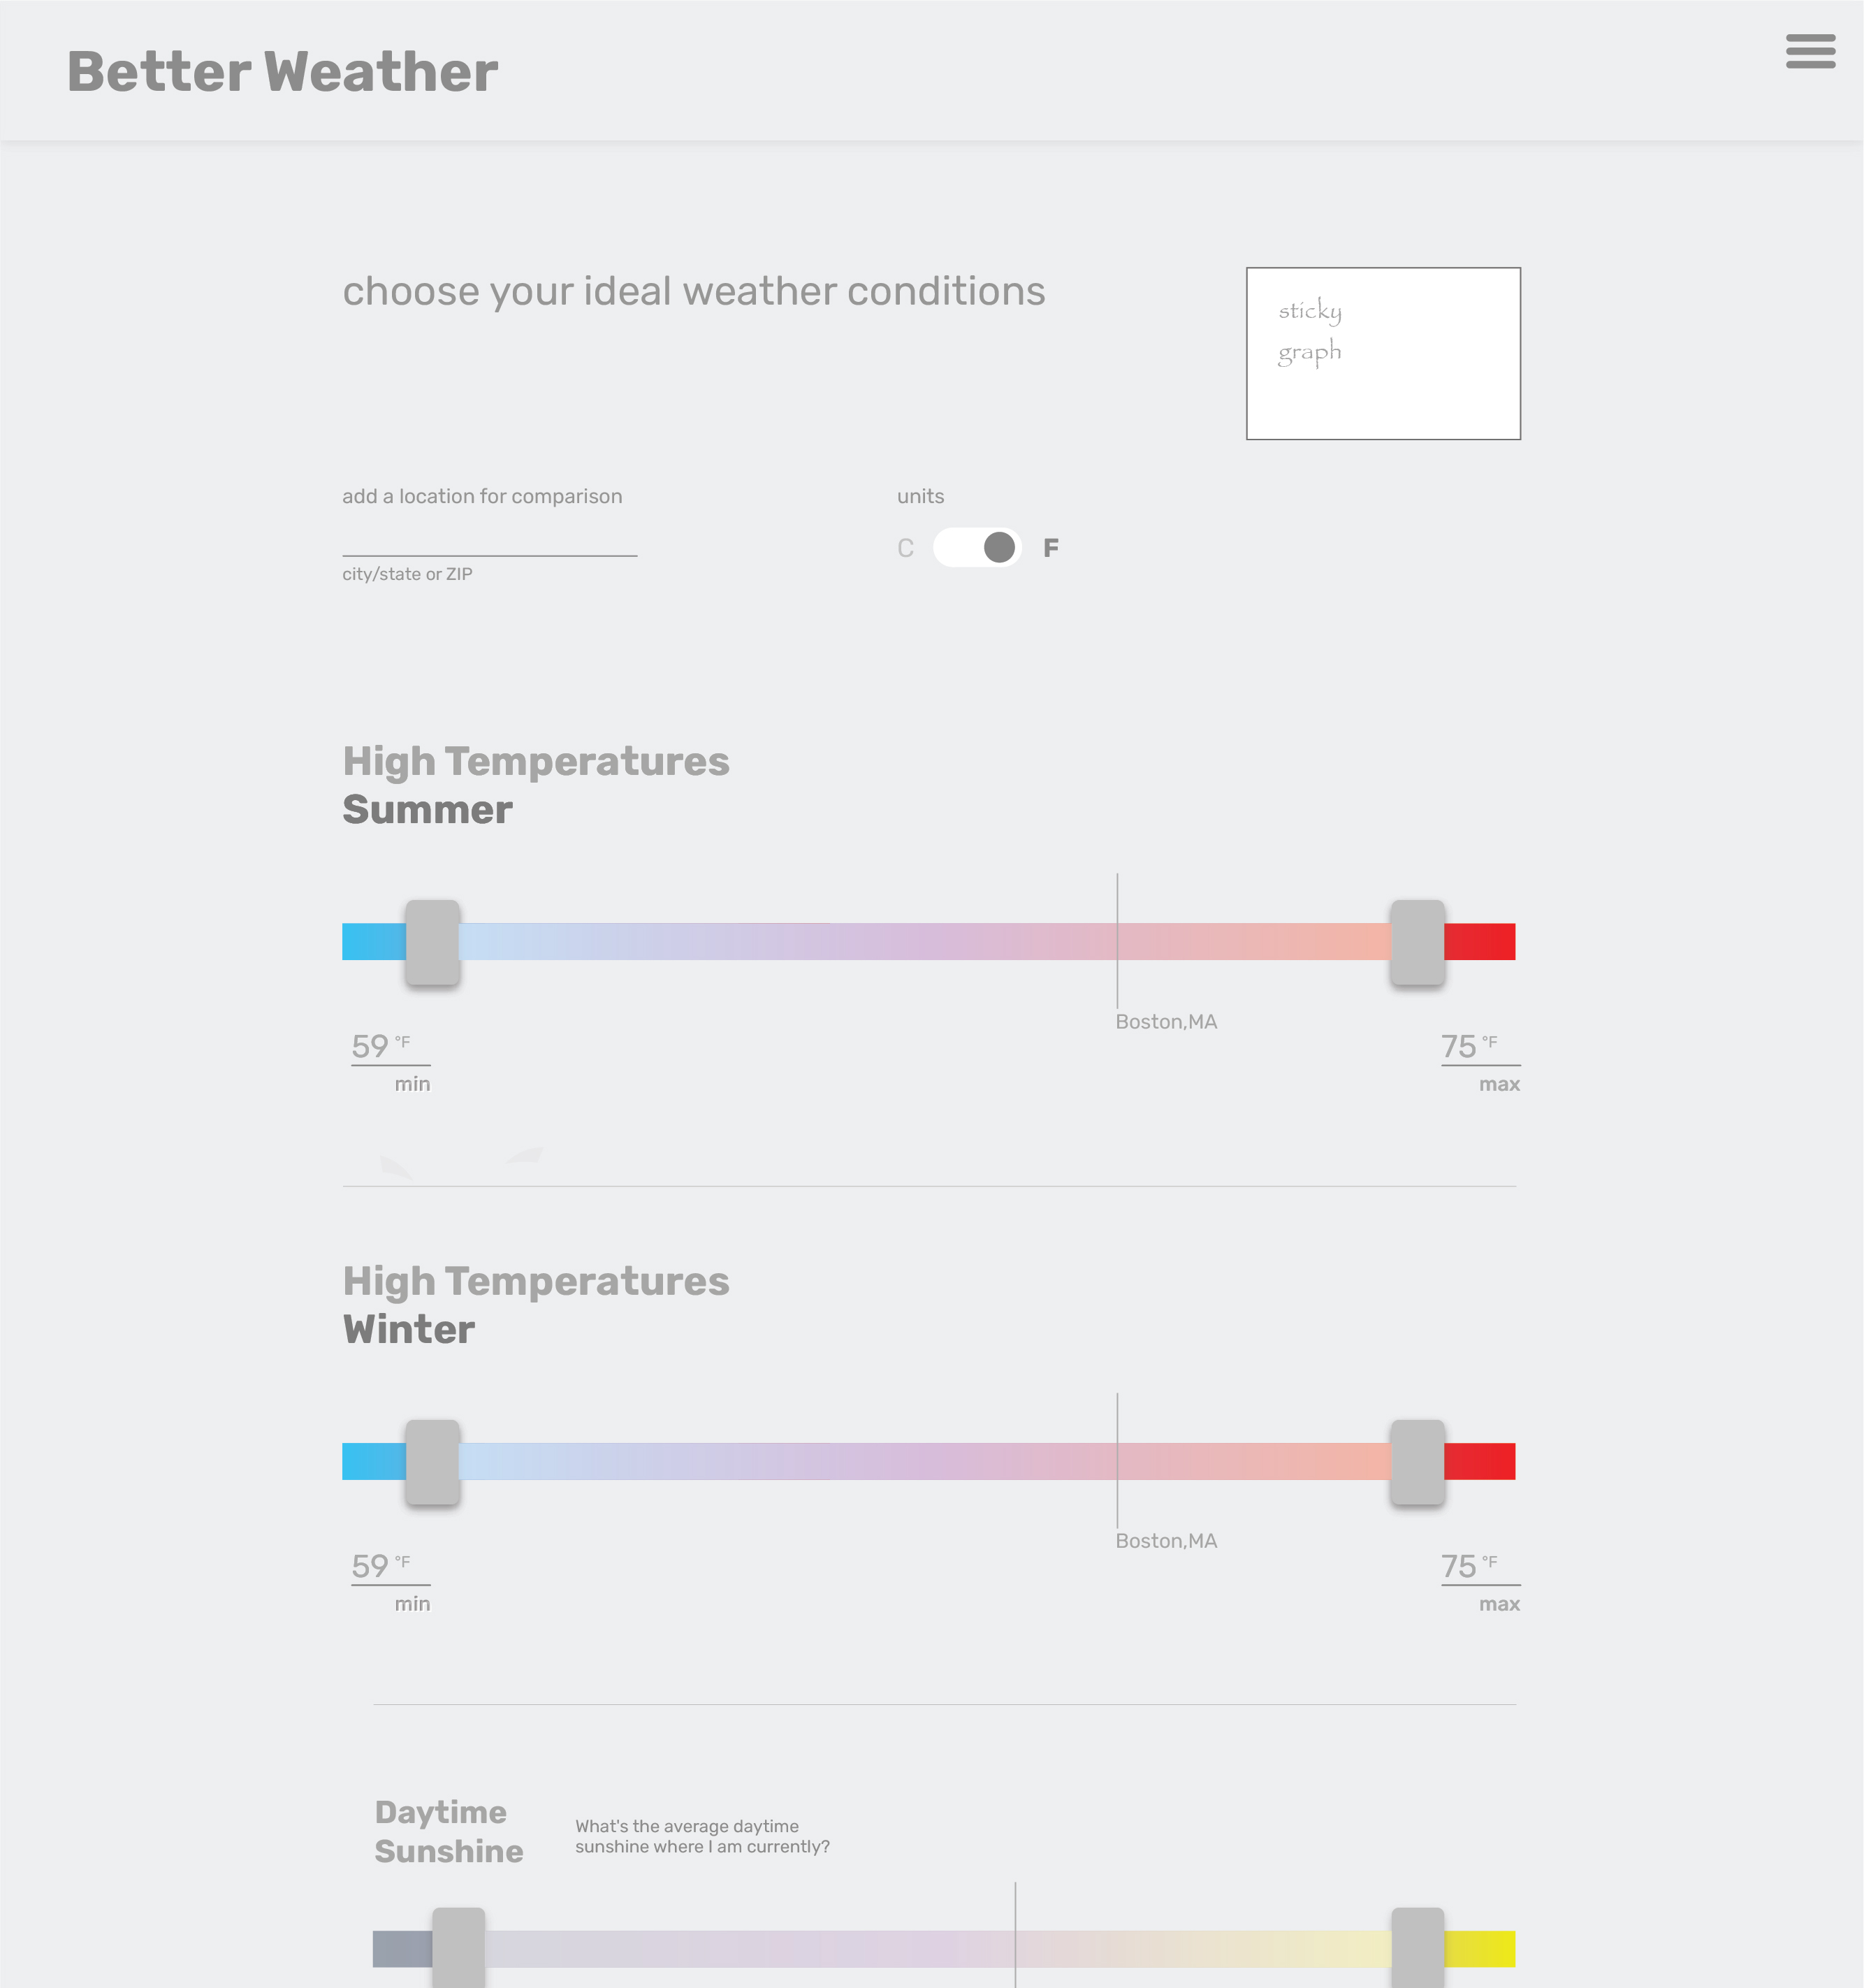 Better Weather
choose your ideal weather conditions
sticky
graph
add a location for comparison
units
C
F
city/state or ZIP
High Temperatures
Summer
Boston,MA
59 °F
75 °F
min
max
High Temperatures
Winter
Boston,MA
59 °F
75 °F
min
max
Daytime
Sunshine
What's the average daytime
sunshine where I am currently?